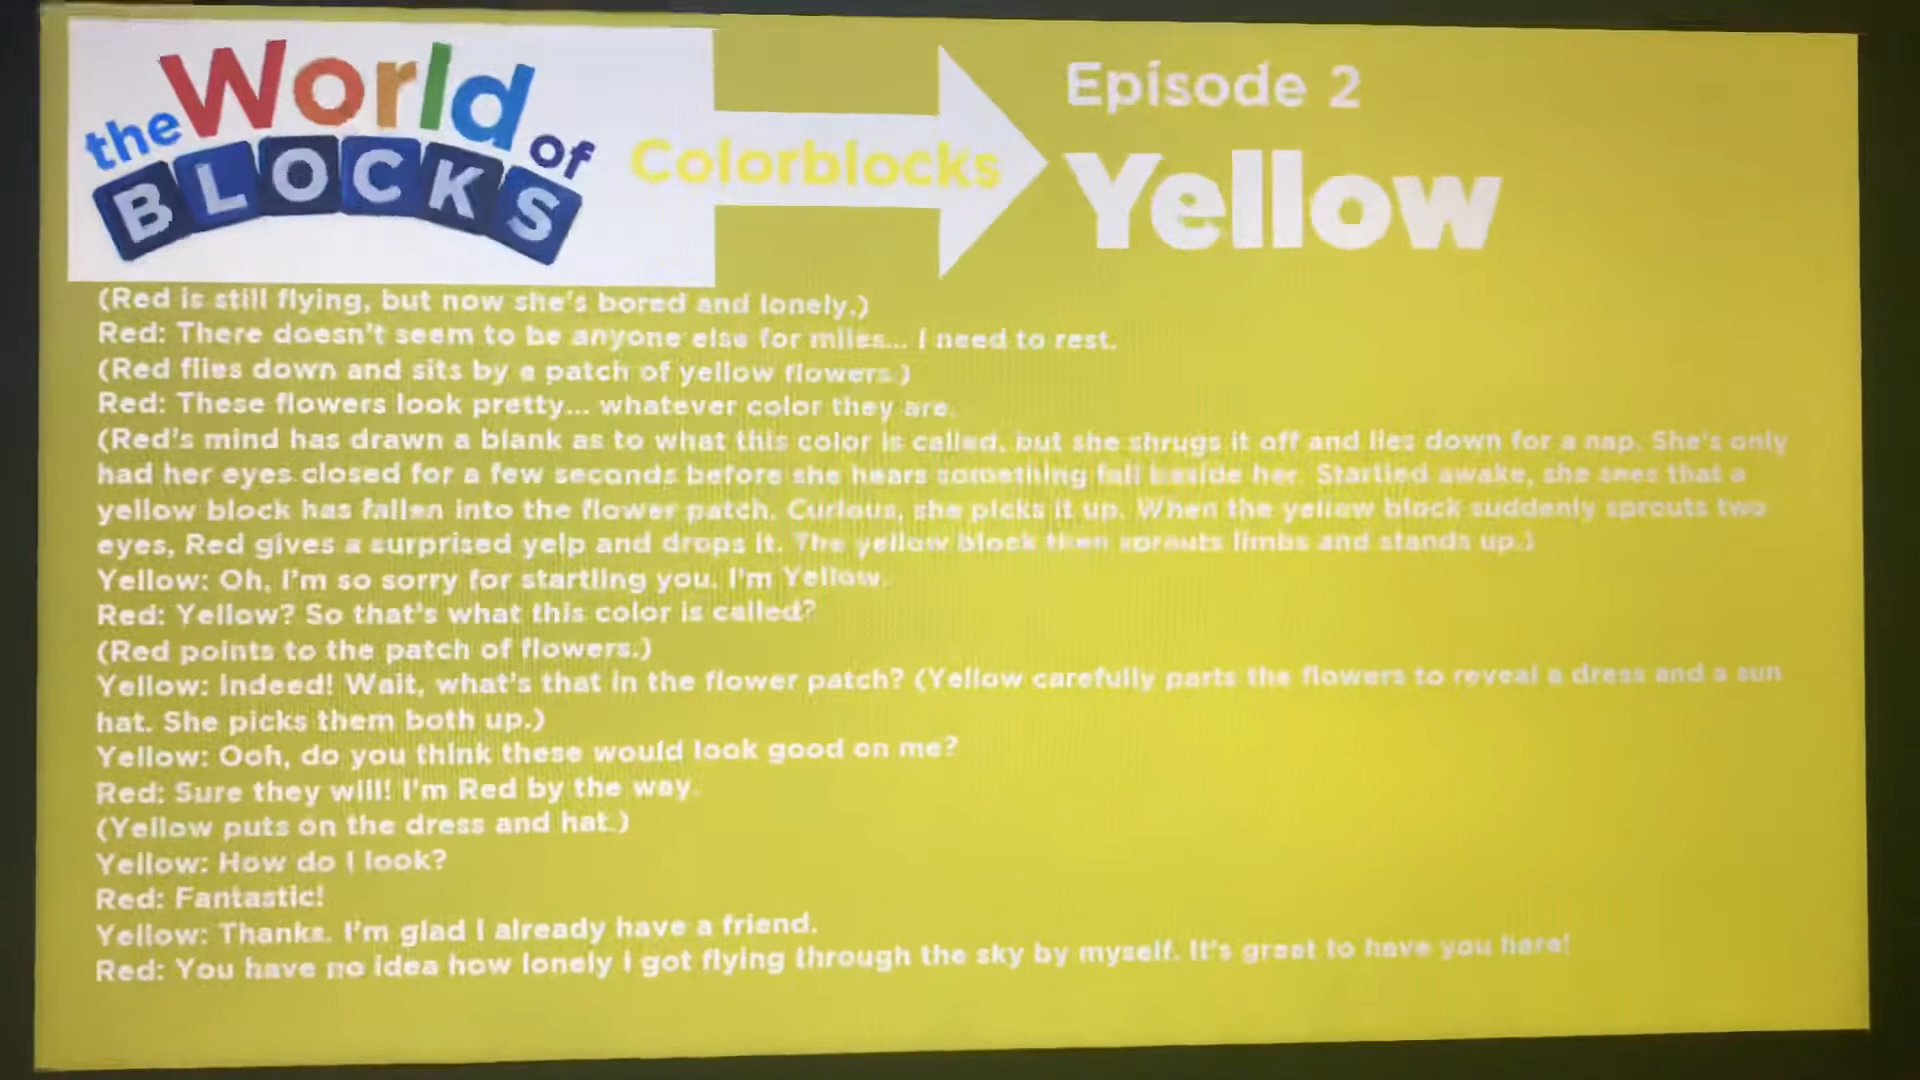 the World of
BLOCKS
Colorblocks
Episode 2
Yellow
(Red is still flying, but now she's bored and lonely.)
Red: There doesn't seem to be anyone else for miles... I need to rest.
(Red flies down and sits by a patch of yellow flowers.)
Red: These flowers look pretty... whatever color they are.
(Red's mind has drawn a blank as to what this color is called, but she shrugs it off and lies down for a nap. She's only
had her eyes closed for a few seconds before she hears something fall beside her. Startled awake, she sees that a
yellow block has fallen into the flower patch. Curious, she picks it up. When the yellow block suddenly sprouts two
eyes, Red gives a surprised yelp and drops it. The yellow block then sprouts limbs and stands up.)
Yellow: Oh, I'm so sorry for startling you. I'm Yellow.
Red: Yellow? So that's what this color is called?
(Red points to the patch of flowers.)
Yellow: Indeed! Wait, what's that in the flower patch? (Yellow carefully parts the flowers to reveal a dress and a sun
hat. She picks them both up.)
Yellow: Ooh, do you think these would look good on me?
Red: Sure they will! I'm Red by the way.
(Yellow puts on the dress and hat.)
Yellow: How do I look?
Red: Fantastic!
Yellow: Thanks. I'm glad I already have a friend.
Red: You have no idea how lonely I got flying through the sky by myself. It's great to have you here!